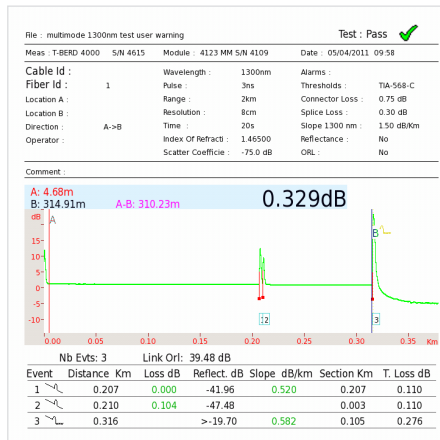 File : multimode 1300nm test user warning Test : Pass
Meas : T-BERD 4000 S/N 4615 Module : 4123 MM S/N 4109 Date : 05/04/2011 09:58
Cable Id : Wavelength : 1300nm Alarms :
Fiber Id : 1 Pulse : 3ns Thresholds : TIA-568-C
Location A : Range : 2km Connector Loss : 0.75 dB
Location B : Resolution : 8cm Splice Loss : 0.30 dB
Direction : A->B Time : 20s Slope 1300 nm : 1.50 dB/Km
Operator : Index Of Refracti : 1.46500 Reflectance : No
Scatter Coefficie : -75.0 dB ORL : No
Comment :
A: 4.68m
B: 314.91m A-B: 310.23m 0.329dB
dB A
B
15
10
5
0
-5
-10
12 3
0.00 0.05 0.10 0.15 0.20 0.25 0.30 0.35 Km
Nb Evts: 3 Link Orl: 39.48 dB
Event Distance Km Loss dB Reflect. dB Slope dB/km Section Km T. Loss dB
1 0.207 0.000 -41.96 0.520 0.207 0.110
2 0.210 0.104 -47.48 0.003 0.110
3 0.316 >-19.70 0.582 0.105 0.276